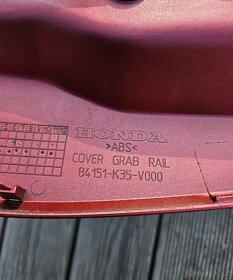 HONDA
>ABS<
COVER GRAB RAIL
84151-K35-V000